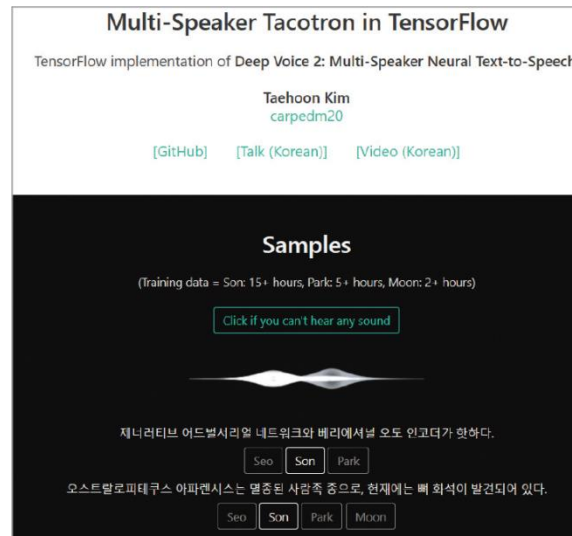 Multi-Speaker Tacotron in TensorFlow
TensorFlow implementation of Deep Voice 2: Multi-Speaker Neural Text-to-Speech
Taehoon Kim
carpedm20
[GitHub] [Talk (Korean)] [Video (Korean)]
Samples
(Training data = Son: 15+ hours, Park: 5+ hours, Moon: 2+ hours)
Click if you can't hear any sound
제너러티브 어드벌서리얼 네트워크와 베리에셔널 오토 인코더가 핫하다.
Seo Son Park
오스트랄로피테쿠스 아파렌시스는 멸종된 사람족 종으로, 현재에는 뼈 화석이 발견되어 있다.
Seo Son Park Moon